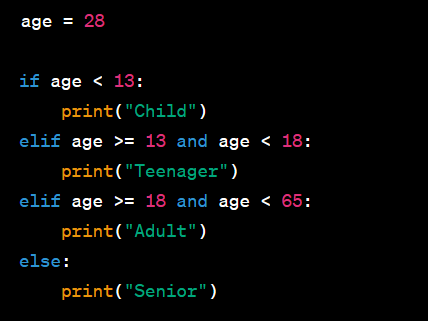 age = 28
if age < 13:
    print("Child")
elif age >= 13 and age < 18:
    print("Teenager")
elif age >= 18 and age < 65:
    print("Adult")
else:
    print("Senior")